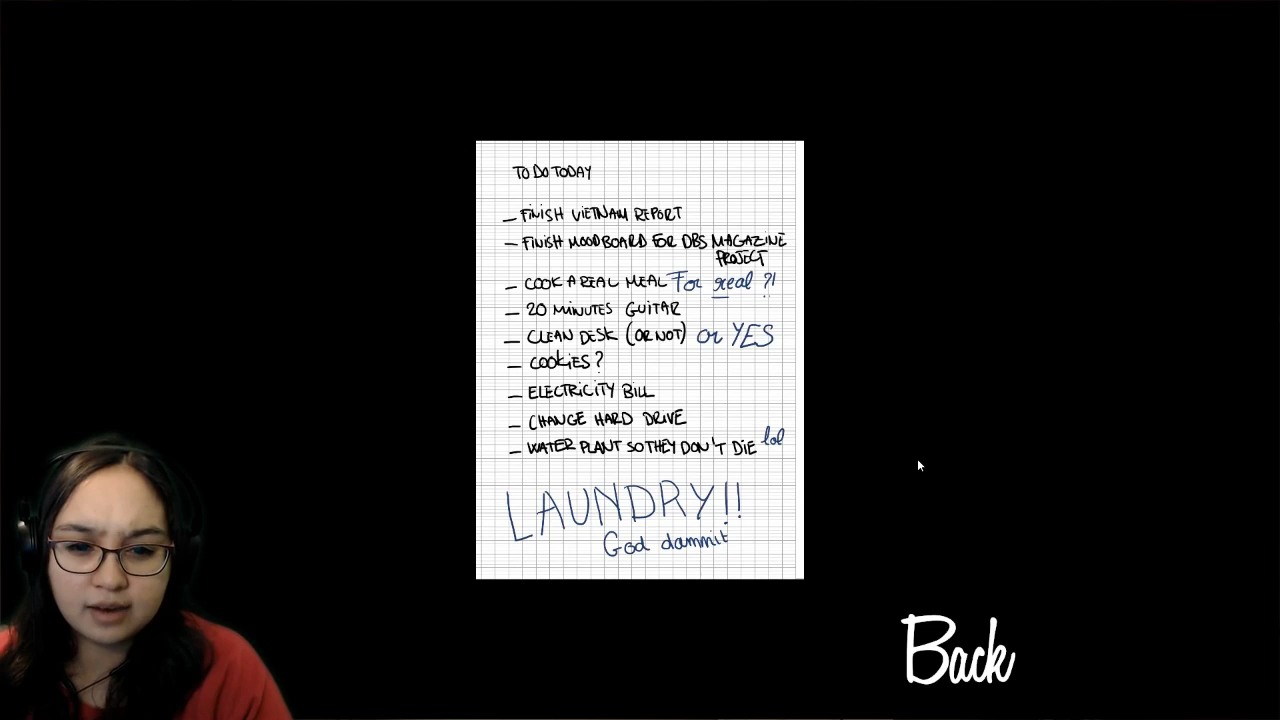 TO DO TODAY
– FINISH VIETNAM REPORT
– FINISH MOODBOARD FOR DBS MAGAZINE
PROJECT
– COOK A REAL MEAL For real ?!
– 20 MINUTES GUITAR
– CLEAN DESK (OR NOT) or YES
– COOKIES?
– ELECTRICITY BILL
– CHANGE HARD DRIVE
– WATER PLANT SO THEY DON'T DIE lol
LAUNDRY!!
God dammit
Back